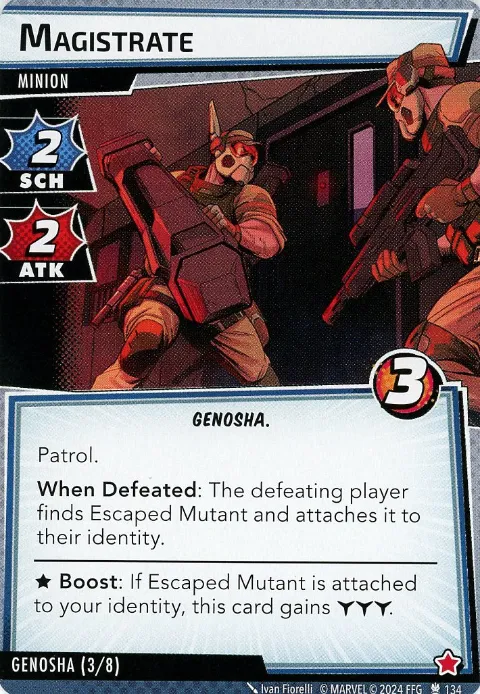 MAGISTRATE
MINION
2
SCH
2
ATK
3
GENOSHA.
Patrol.
When Defeated: The defeating player
finds Escaped Mutant and attaches it to
their identity.
★ Boost: If Escaped Mutant is attached
to your identity, this card gains.
GENOSHA (3/8)
Ivan Fiorelli © MARVEL © 2024 FFG 134